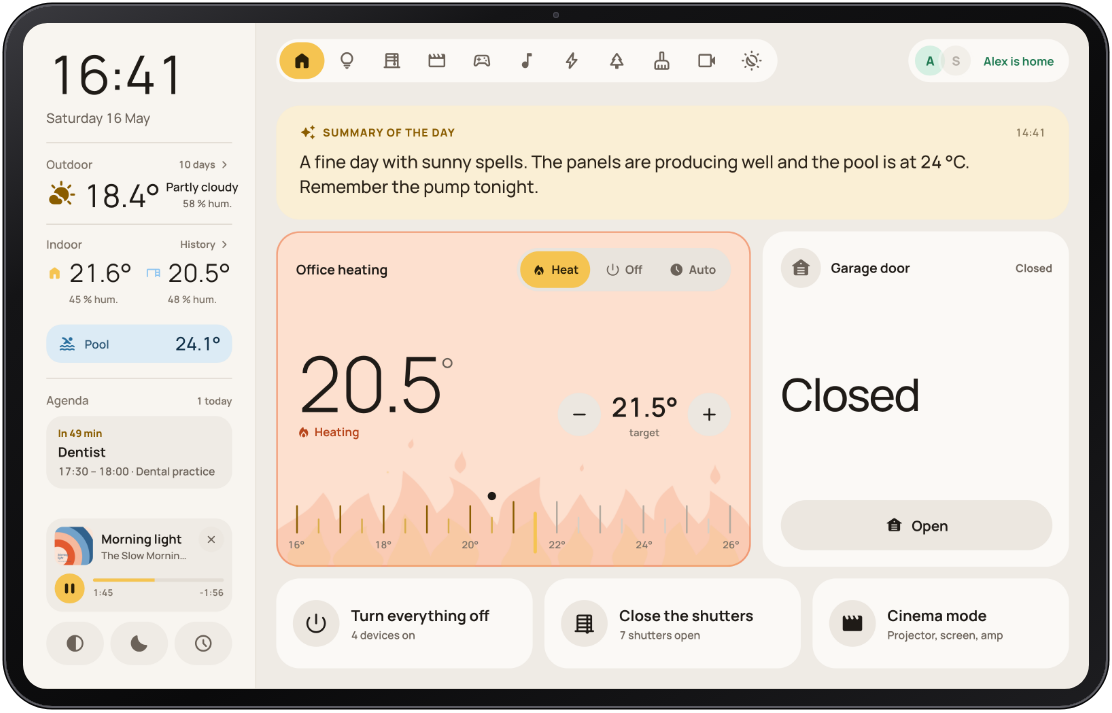 16:41
Saturday 16 May
Outdoor
10 days
18.4°
Partly cloudy
58 % hum.
Indoor
History
21.6°
20.5°
45 % hum.
48 % hum.
Pool
24.1°
Agenda
1 today
In 49 min
Dentist
17:30 – 18:00 · Dental practice
Morning light
The Slow Mornin...
1:45
-1:56
A
S
Alex is home
SUMMARY OF THE DAY
14:41
A fine day with sunny spells. The panels are producing well and the pool is at 24 °C.
Remember the pump tonight.
Office heating
Heat
Off
Auto
20.5°
Heating
21.5°
target
16°
18°
20°
22°
24°
26°
Garage door
Closed
Closed
Open
Turn everything off
4 devices on
Close the shutters
7 shutters open
Cinema mode
Projector, screen, amp